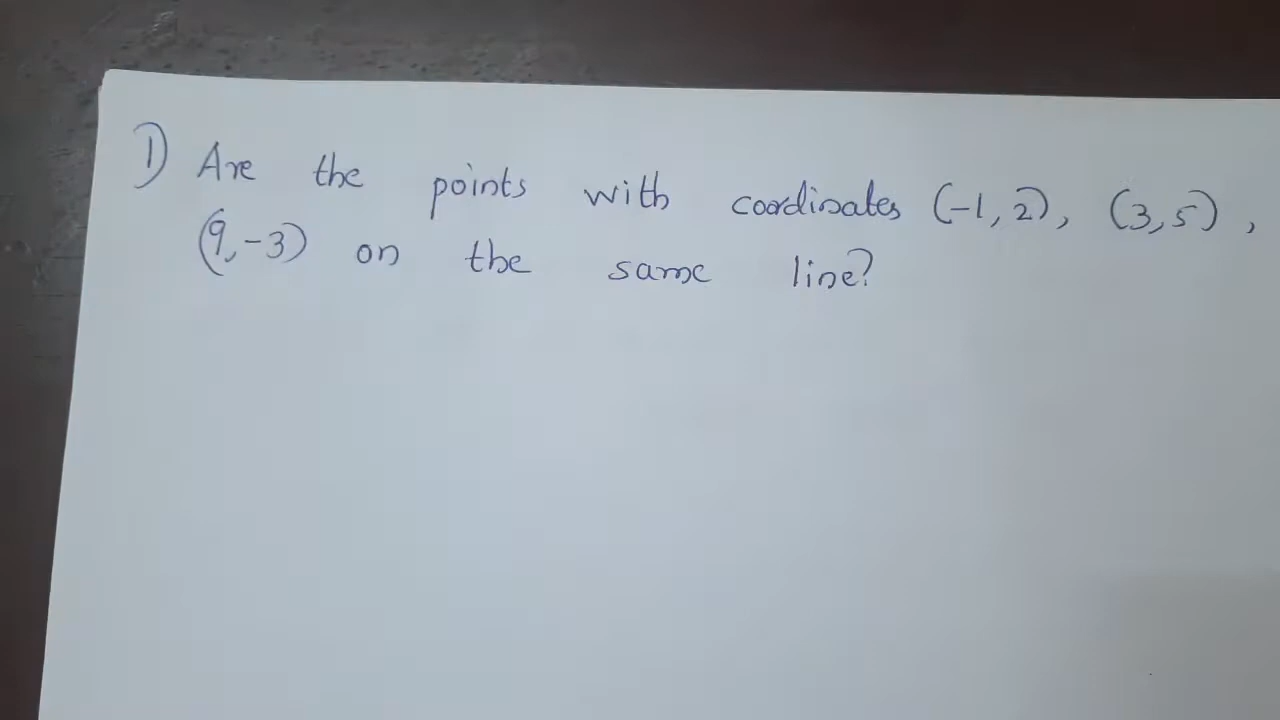 1) Are the points with coordinates (-1, 2), (3, 5),
(9, -3) on the same line?